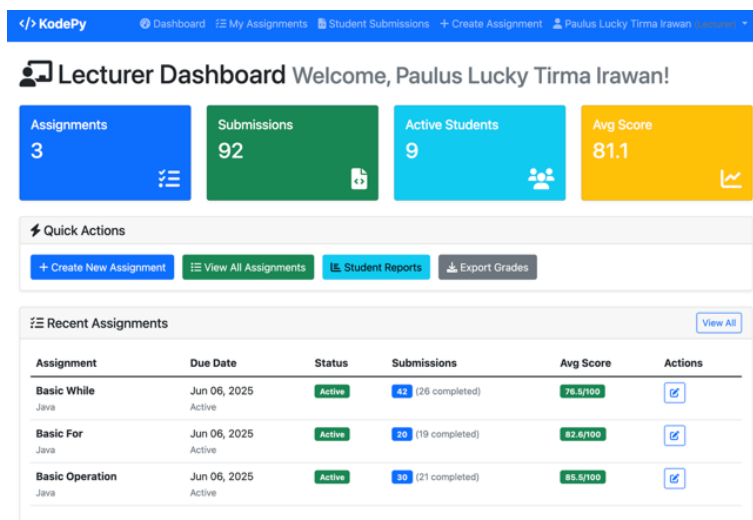 </> KodePy Dashboard My Assignments Student Submissions + Create Assignment Paulus Lucky Tirma Irawan (Lecturer)
Lecturer Dashboard Welcome, Paulus Lucky Tirma Irawan!
Assignments Submissions Active Students Avg Score
3 92 9 81.1
Quick Actions
+ Create New Assignment View All Assignments Student Reports Export Grades
Recent Assignments View All
Assignment Due Date Status Submissions Avg Score Actions
Basic While Jun 06, 2025 Active 42 (26 completed) 76.5/100
Java Active
Basic For Jun 06, 2025 Active 20 (19 completed) 82.6/100
Java Active
Basic Operation Jun 06, 2025 Active 30 (21 completed) 85.5/100
Java Active